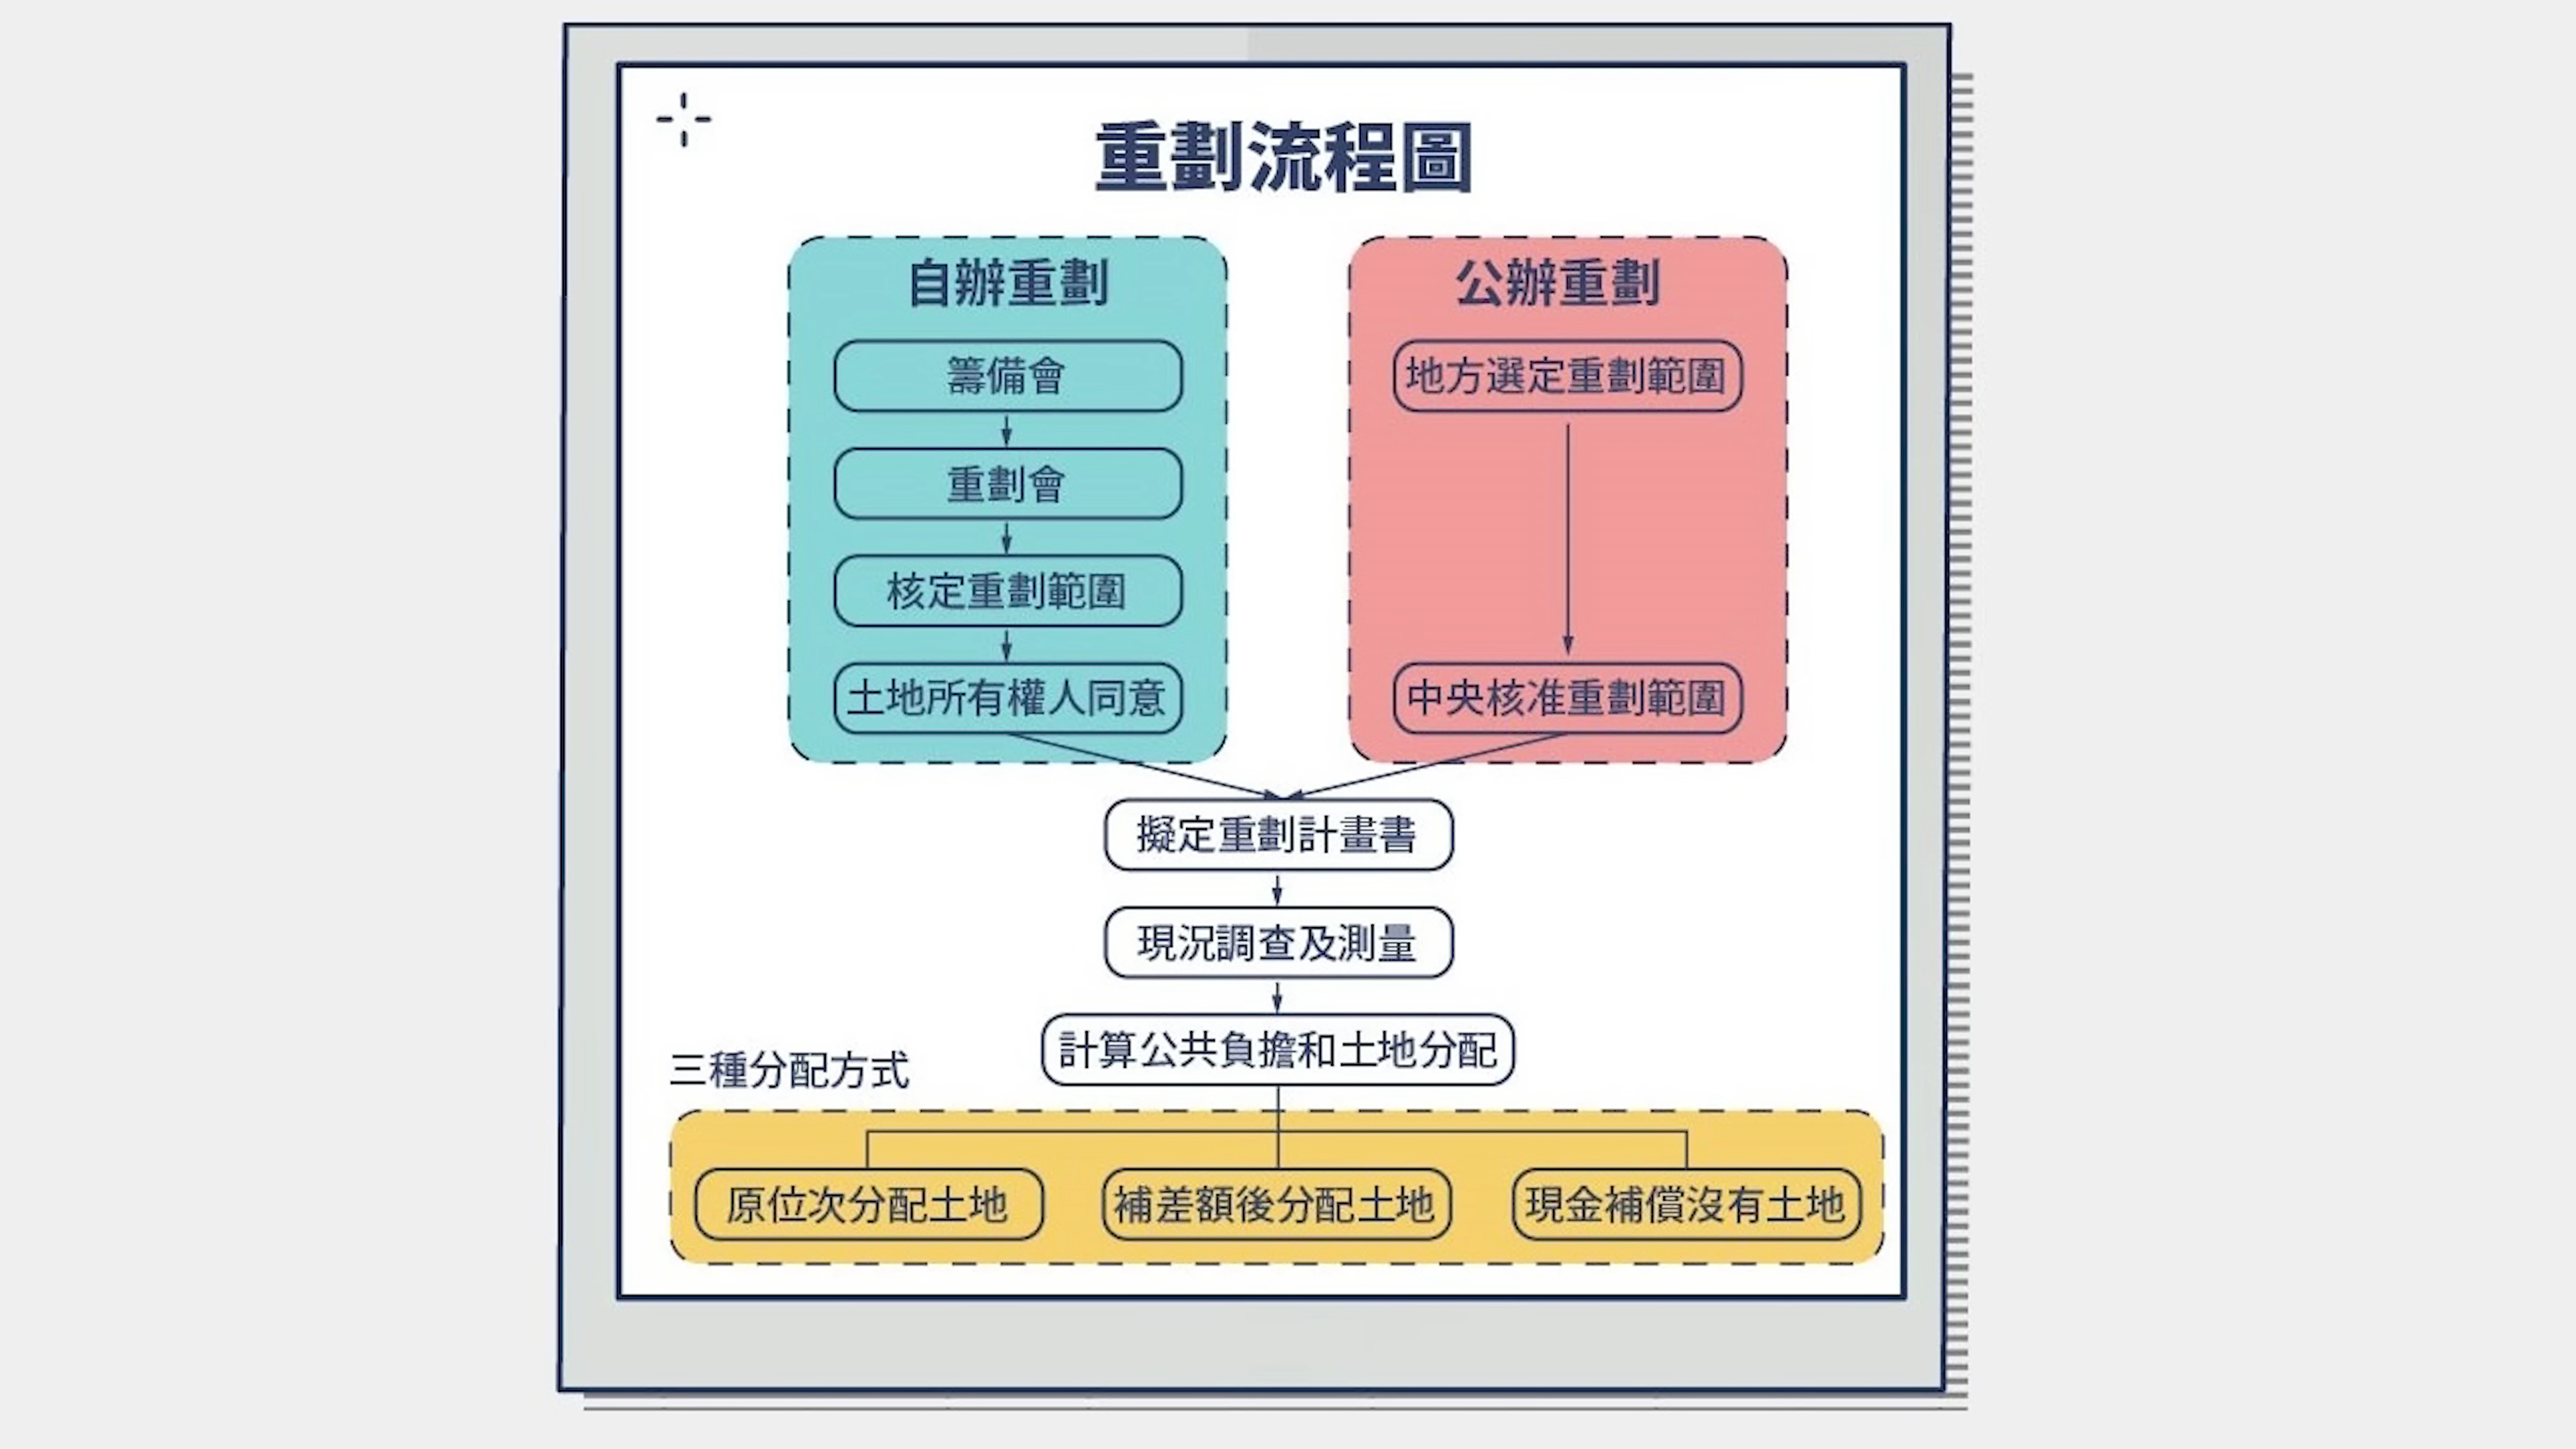 重劃流程圖
自辦重劃
籌備會
重劃會
核定重劃範圍
土地所有權人同意
公辦重劃
地方選定重劃範圍
中央核准重劃範圍
擬定重劃計畫書
現況調查及測量
計算公共負擔和土地分配
三種分配方式
原位次分配土地
補差額後分配土地
現金補償沒有土地